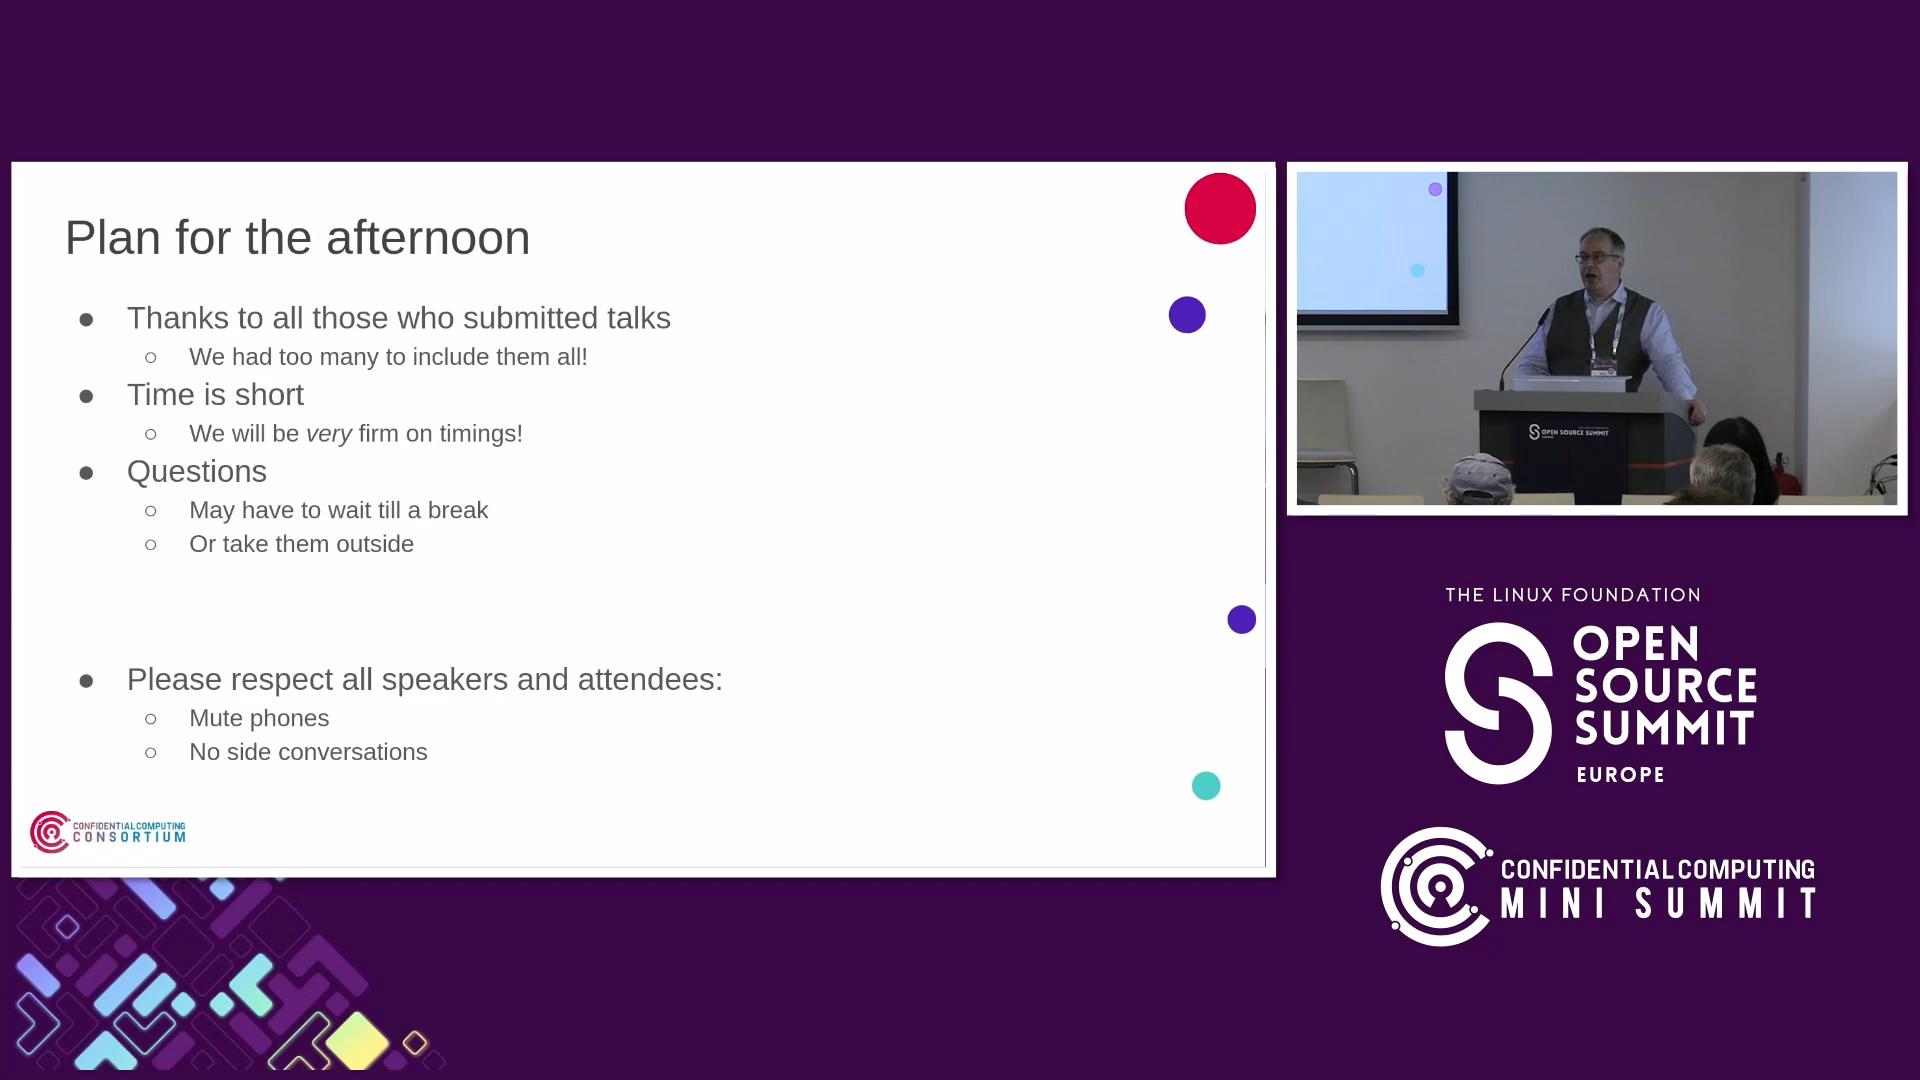 Plan for the afternoon
● Thanks to all those who submitted talks
○ We had too many to include them all!
● Time is short
○ We will be very firm on timings!
● Questions
○ May have to wait till a break
○ Or take them outside
● Please respect all speakers and attendees:
○ Mute phones
○ No side conversations
CONFIDENTIAL COMPUTING
CONSORTIUM
OPEN SOURCE SUMMIT
THE LINUX FOUNDATION
OPEN
SOURCE
SUMMIT
EUROPE
CONFIDENTIAL COMPUTING
MINI SUMMIT